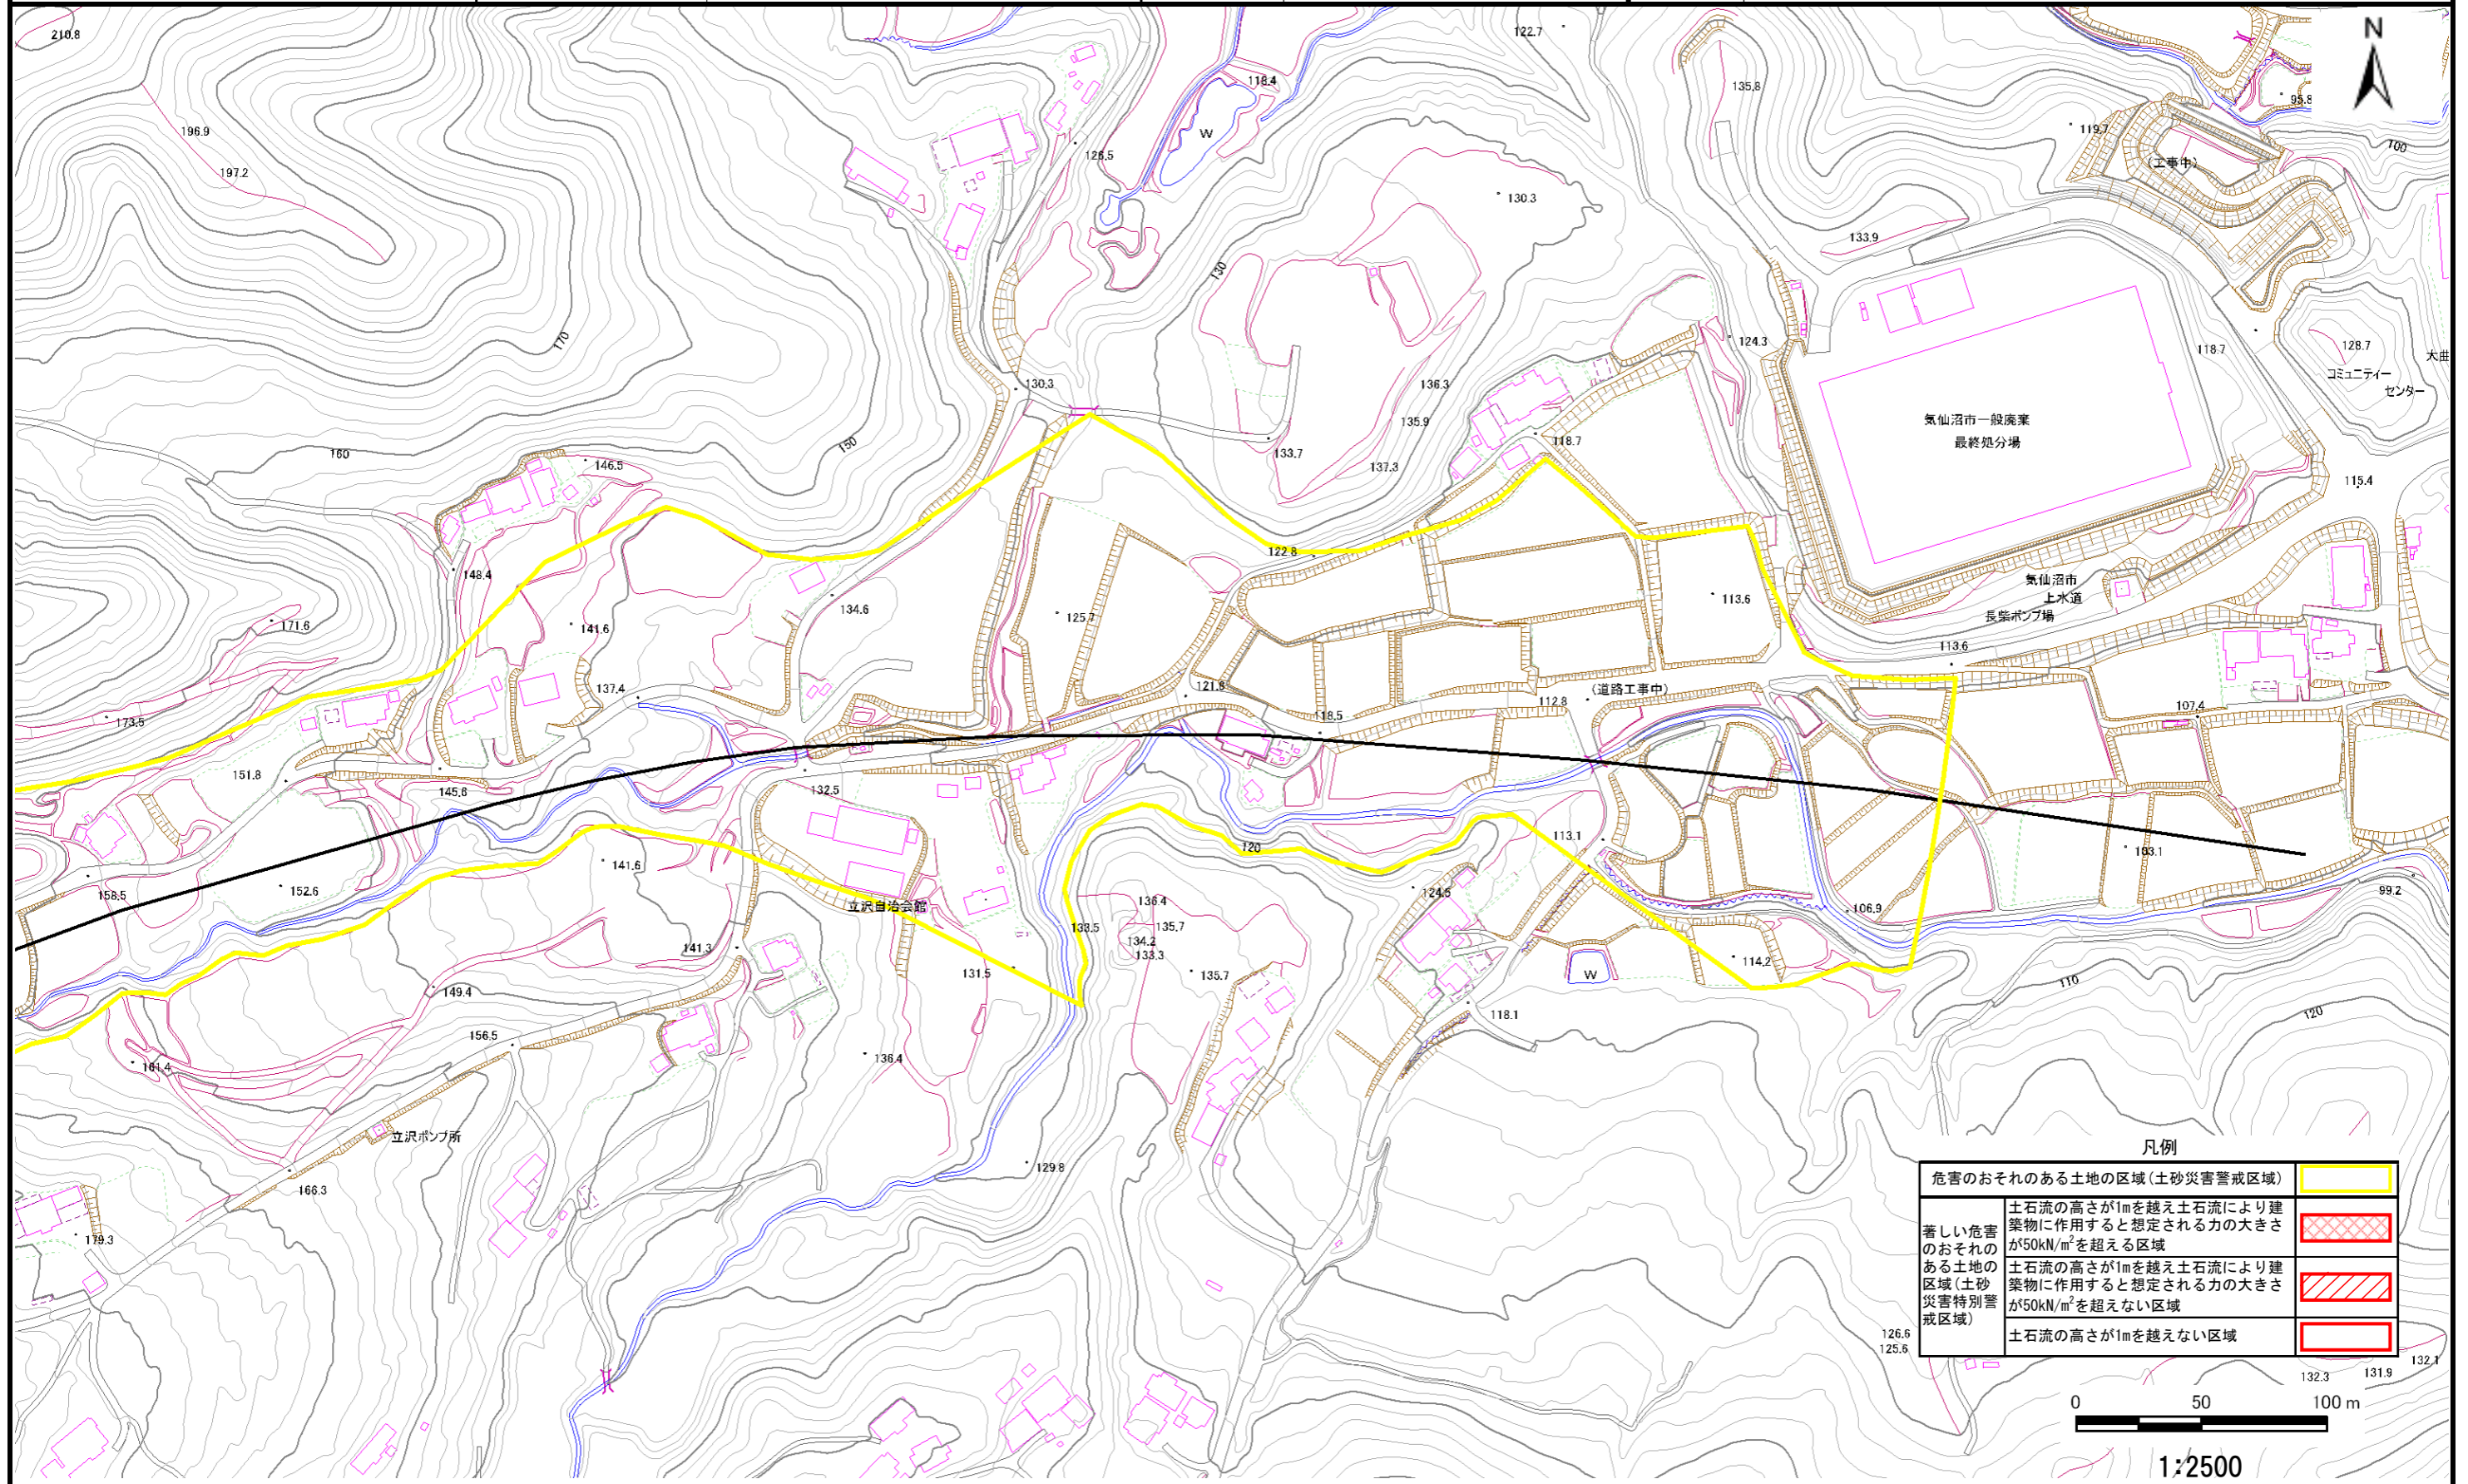 210.8
122.7
N
118.4
135.8
95.8
196.9
W
119.7
126.5
(工事中)
100
197.2
130.3
133.9
130
170
118.7
124.3
128.7
大曲
コミュニティー
センター
130.3
136.3
135.9
気仙沼市一般廃棄
最終処分場
160
150
118.7
133.7
137.3
146.5
115.4
122.8
148.4
気仙沼市
上水道
長柴ポンプ場
134.6
113.6
125.7
171.6
141.6
113.6
137.4
121.8
(道路工事中)
112.8
107.4
173.5
118.5
151.8
145.8
132.5
113.1
120
103.1
141.6
152.6
158.5
124.5
99.2
136.4
立沢自治会館
106.9
133.5
135.7
134.2
133.3
141.3
131.5
135.7
114.2
W
110
149.4
118.1
120
156.5
136.4
161.4
立沢ポンプ所
凡例
129.8
危害のおそれのある土地の区域(土砂災害警戒区域)
166.3
著しい危害
のおそれの
ある土地の
区域(土砂
災害特別警
戒区域)
土石流の高さが1mを越え土石流により建
築物に作用すると想定される力の大きさ
が50kN/m²を超える区域
土石流の高さが1mを越え土石流により建
築物に作用すると想定される力の大きさ
が50kN/m²を超えない区域
土石流の高さが1mを越えない区域
179.3
126.6
125.6
132.1
132.3
131.9
0 50 100 m
1:2500